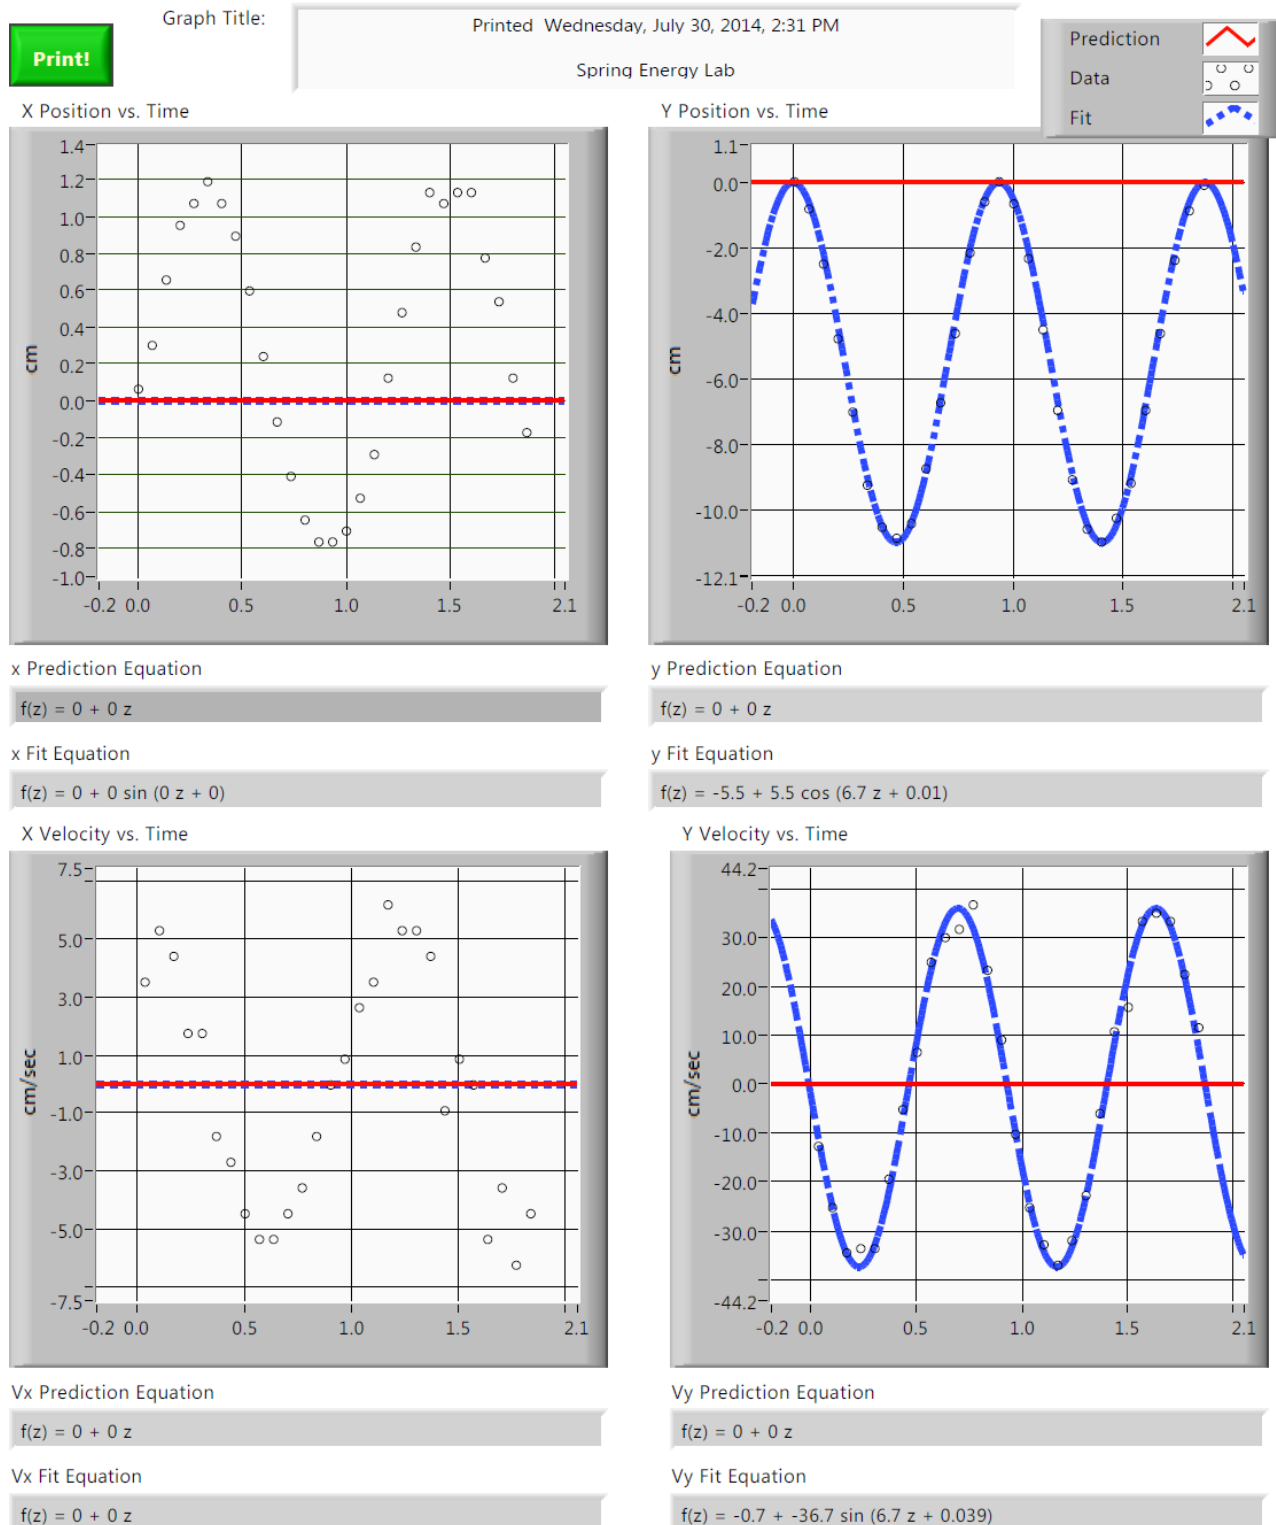 Graph Title:
Printed Wednesday, July 30, 2014, 2:31 PM
Spring Energy Lab
Print!
Prediction
Data
Fit
X Position vs. Time
1.4
1.2
1.0
0.8
0.6
0.4
0.2
0.0
-0.2
-0.4
-0.6
-0.8
-1.0
cm
-0.2 0.0 0.5 1.0 1.5 2.1
Y Position vs. Time
1.1
0.0
-2.0
-4.0
-6.0
-8.0
-10.0
-12.1
cm
-0.2 0.0 0.5 1.0 1.5 2.1
x Prediction Equation
f(z) = 0 + 0 z
y Prediction Equation
f(z) = 0 + 0 z
x Fit Equation
f(z) = 0 + 0 sin (0 z + 0)
y Fit Equation
f(z) = -5.5 + 5.5 cos (6.7 z + 0.01)
X Velocity vs. Time
7.5
5.0
3.0
1.0
-1.0
-3.0
-5.0
-7.5
cm/sec
-0.2 0.0 0.5 1.0 1.5 2.1
Y Velocity vs. Time
44.2
30.0
20.0
10.0
0.0
-10.0
-20.0
-30.0
-44.2
cm/sec
-0.2 0.0 0.5 1.0 1.5 2.1
Vx Prediction Equation
f(z) = 0 + 0 z
Vy Prediction Equation
f(z) = 0 + 0 z
Vx Fit Equation
f(z) = 0 + 0 z
Vy Fit Equation
f(z) = -0.7 + -36.7 sin (6.7 z + 0.039)